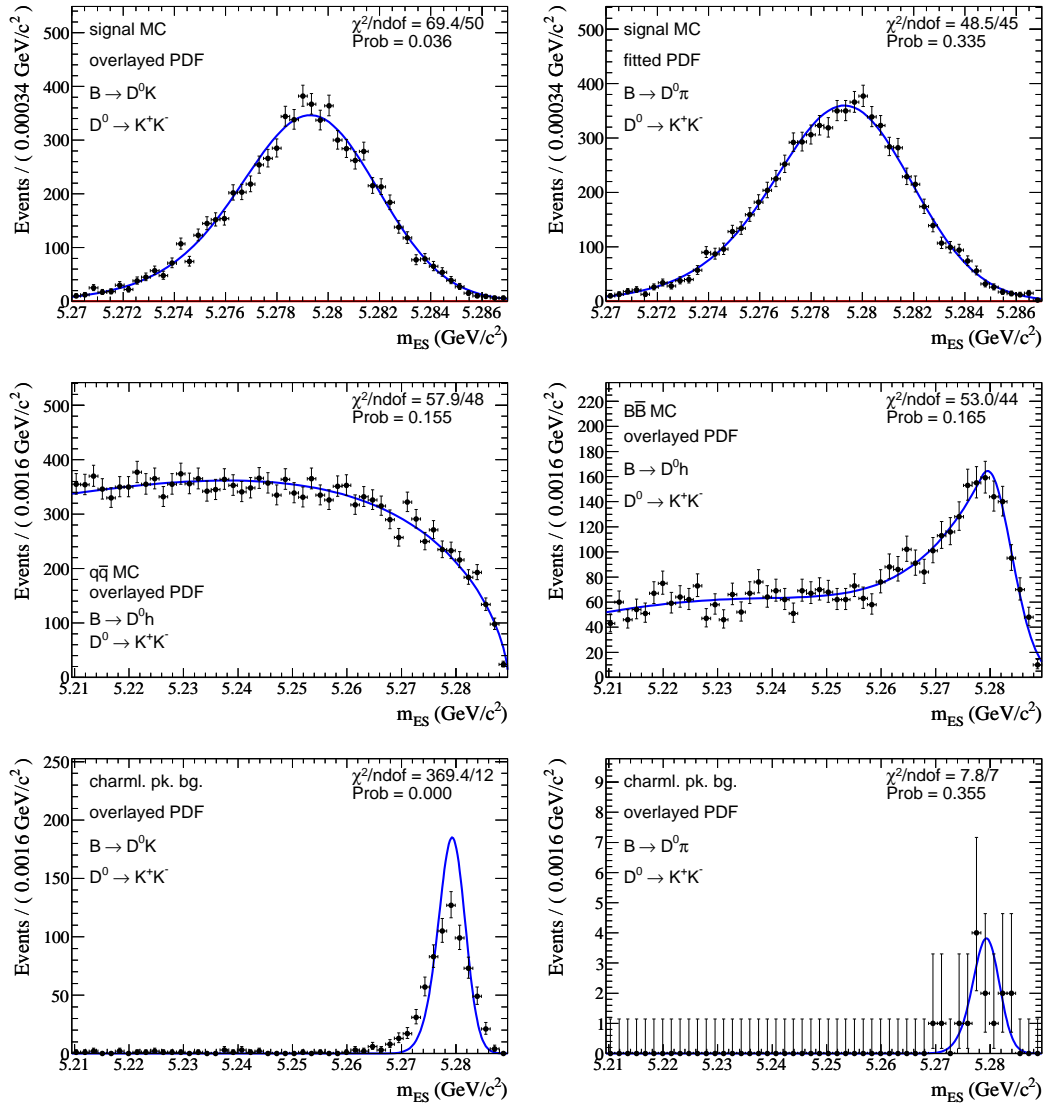 signal MC
overlayed PDF
B → D⁰K
D⁰ → K⁺K⁻
χ²/ndof = 69.4/50
Prob = 0.036
Events / ( 0.00034 GeV/c² )
0
100
200
300
400
500
5.27 5.272 5.274 5.276 5.278 5.28 5.282 5.284 5.286
m_ES (GeV/c²)
signal MC
fitted PDF
B → D⁰π
D⁰ → K⁺K⁻
χ²/ndof = 48.5/45
Prob = 0.335
Events / ( 0.00034 GeV/c² )
0
100
200
300
400
500
5.27 5.272 5.274 5.276 5.278 5.28 5.282 5.284 5.286
m_ES (GeV/c²)
χ²/ndof = 57.9/48
Prob = 0.155
qq̄ MC
overlayed PDF
B → D⁰h
D⁰ → K⁺K⁻
Events / ( 0.0016 GeV/c² )
0
100
200
300
400
500
5.21 5.22 5.23 5.24 5.25 5.26 5.27 5.28
m_ES (GeV/c²)
BB̄ MC
overlayed PDF
B → D⁰h
D⁰ → K⁺K⁻
χ²/ndof = 53.0/44
Prob = 0.165
Events / ( 0.0016 GeV/c² )
0
20
40
60
80
100
120
140
160
180
200
220
5.21 5.22 5.23 5.24 5.25 5.26 5.27 5.28
m_ES (GeV/c²)
charml. pk. bg.
overlayed PDF
B → D⁰K
D⁰ → K⁺K⁻
χ²/ndof = 369.4/12
Prob = 0.000
Events / ( 0.0016 GeV/c² )
0
50
100
150
200
250
5.21 5.22 5.23 5.24 5.25 5.26 5.27 5.28
m_ES (GeV/c²)
charml. pk. bg.
overlayed PDF
B → D⁰π
D⁰ → K⁺K⁻
χ²/ndof = 7.8/7
Prob = 0.355
Events / ( 0.0016 GeV/c² )
0
1
2
3
4
5
6
7
8
9
5.21 5.22 5.23 5.24 5.25 5.26 5.27 5.28
m_ES (GeV/c²)